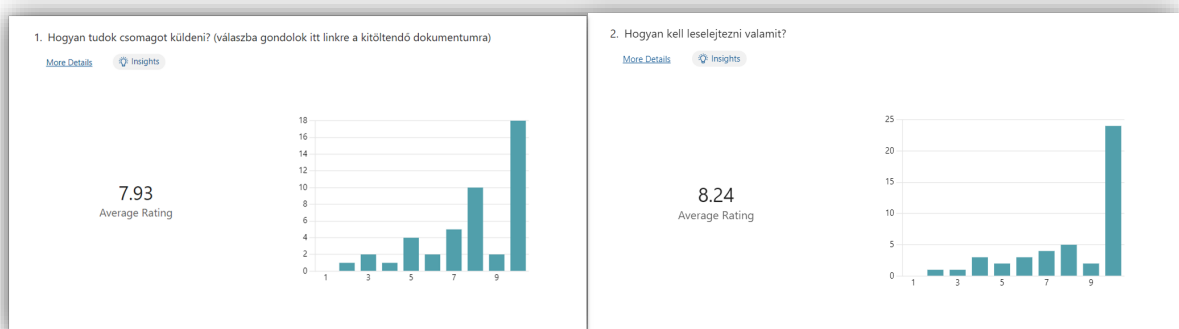 1. Hogyan tudok csomagot küldeni? (válaszba gondolok itt linkre a kitöltendő dokumentumra)
More Details
Insights
7.93
Average Rating
18
16
14
12
10
8
6
4
2
0
1 3 5 7 9
2. Hogyan kell leselejtezni valamit?
More Details
Insights
8.24
Average Rating
25
20
15
10
5
0
1 3 5 7 9